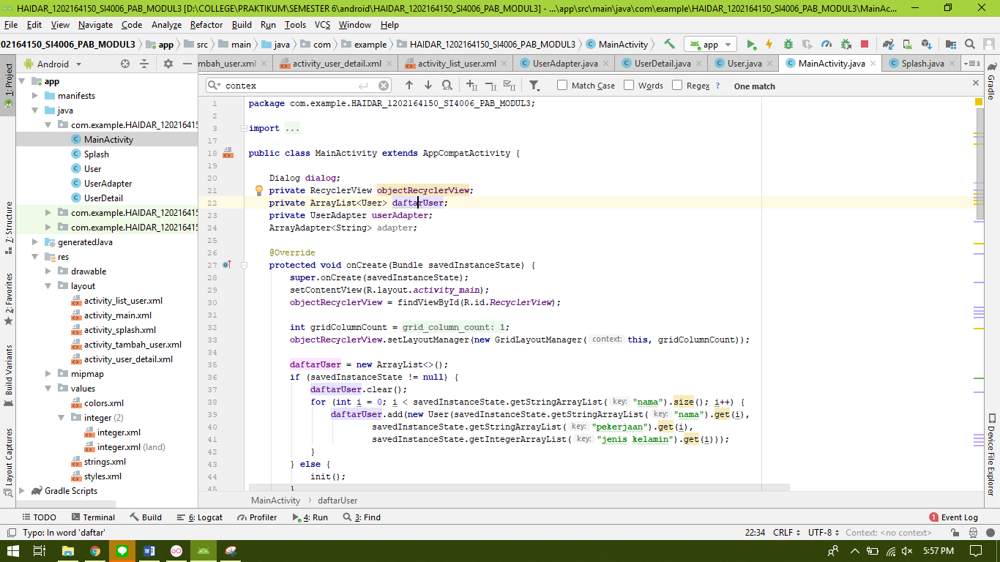 HAIDAR_1202164150_SI4006_PAB_MODUL3 [D:\COLLEGE\PRAKTIKUM\SEMESTER 6\android\HAIDAR_1202164150_SI4006_PAB_MODUL3] - ...\app\src\main\java\com\example\HAIDAR_1202164150_SI4006_PAB_MODUL3\MainAc...
File Edit View Navigate Code Analyze Refactor Build Run Tools VCS Window Help
02164150_SI4006_PAB_MODUL3 app src main java com example HAIDAR_1202164150_SI4006_PAB_MODUL3 MainActivity app
Android mbah_user.xml activity_user_detail.xml activity_list_user.xml UserAdapter.java UserDetail.java User.java MainActivity.java Splash.java 3
contex Match Case Words Regex ? One match
1: Project
7: Structure
2: Favorites
Build Variants
Layout Captures
app
manifests
java
com.example.HAIDAR_12021641
MainActivity
Splash
User
UserAdapter
UserDetail
com.example.HAIDAR_12021641
com.example.HAIDAR_12021641
generatedJava
res
drawable
layout
activity_list_user.xml
activity_main.xml
activity_splash.xml
activity_tambah_user.xml
activity_user_detail.xml
mipmap
values
colors.xml
integer (2)
integer.xml
integer.xml (land)
strings.xml
styles.xml
Gradle Scripts
1 package com.example.HAIDAR_1202164150_SI4006_PAB_MODUL3;
2
3 import ...
17
18 public class MainActivity extends AppCompatActivity {
19
20 Dialog dialog;
21 private RecyclerView objectRecyclerView;
22 private ArrayList<User> daftarUser;
23 private UserAdapter userAdapter;
24 ArrayAdapter<String> adapter;
25
26 @Override
27 protected void onCreate(Bundle savedInstanceState) {
28 super.onCreate(savedInstanceState);
29 setContentView(R.layout.activity_main);
30 objectRecyclerView = findViewById(R.id.RecyclerView);
31
32 int gridColumnCount = grid_column_count: 1;
33 objectRecyclerView.setLayoutManager(new GridLayoutManager( context: this, gridColumnCount));
34
35 daftarUser = new ArrayList<>();
36 if (savedInstanceState != null) {
37 daftarUser.clear();
38 for (int i = 0; i < savedInstanceState.getStringArrayList( key: "nama").size(); i++) {
39 daftarUser.add(new User(savedInstanceState.getStringArrayList( key: "nama").get(i),
40 savedInstanceState.getStringArrayList( key: "pekerjaan").get(i),
41 savedInstanceState.getIntegerArrayList( key: "jenis kelamin").get(i)));
42 }
43 } else {
44 init();
45 }
Gradle
Device File Explorer
MainActivity daftarUser
TODO Terminal Build 6: Logcat Profiler 4: Run 3: Find 1 Event Log
Typo: In word 'daftar' 22:34 CRLF UTF-8 Context: <no context>
5:57 PM